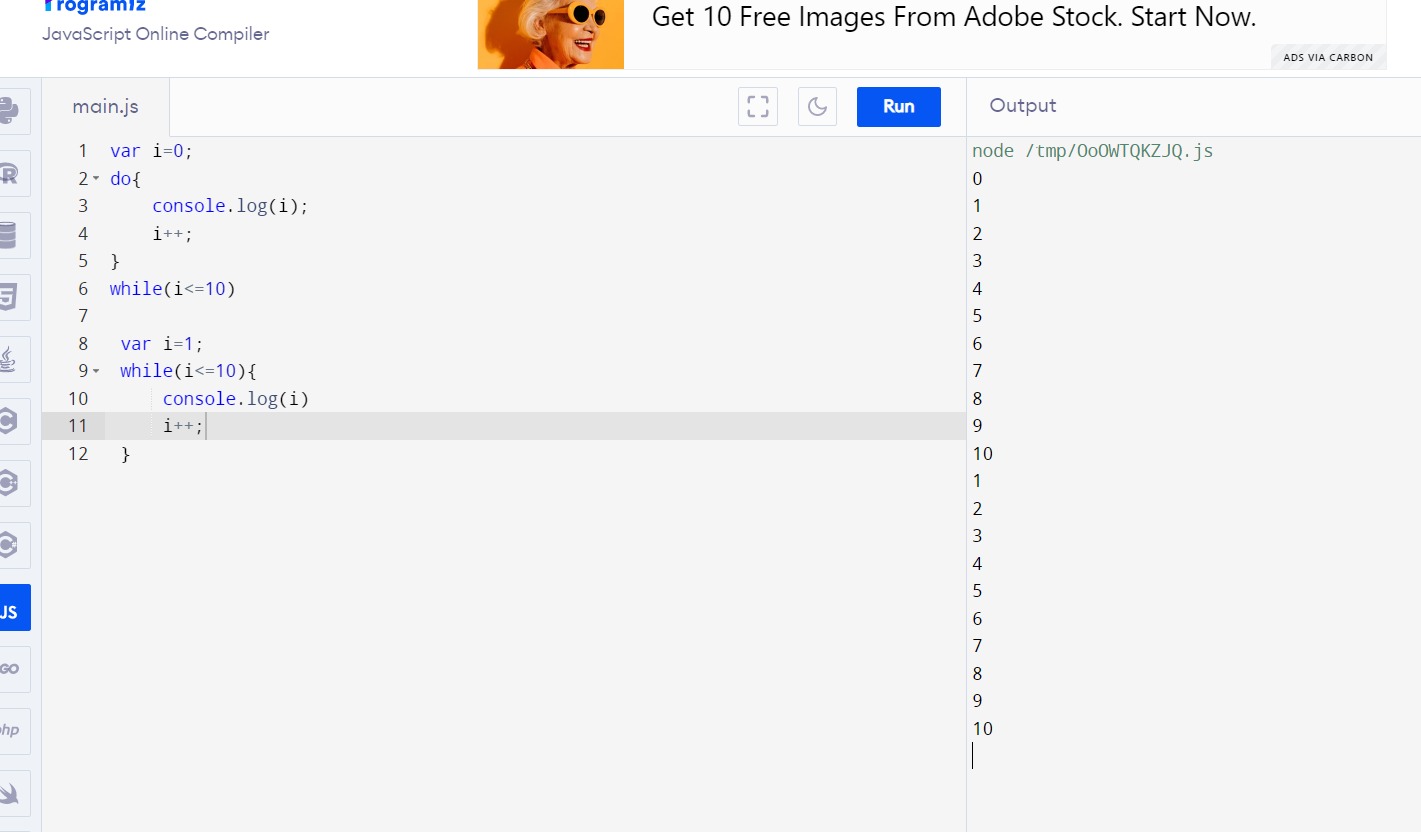 Programiz
JavaScript Online Compiler
Get 10 Free Images From Adobe Stock. Start Now.
ADS VIA CARBON
main.js
Run
Output
1 var i=0;
2 do{
3 console.log(i);
4 i++;
5 }
6 while(i<=10)
7
8 var i=1;
9 while(i<=10){
10 console.log(i)
11 i++;
12 }
node /tmp/OoOWTQKZJQ.js
0
1
2
3
4
5
6
7
8
9
10
1
2
3
4
5
6
7
8
9
10
R
5
C
C
C
JS
GO
php